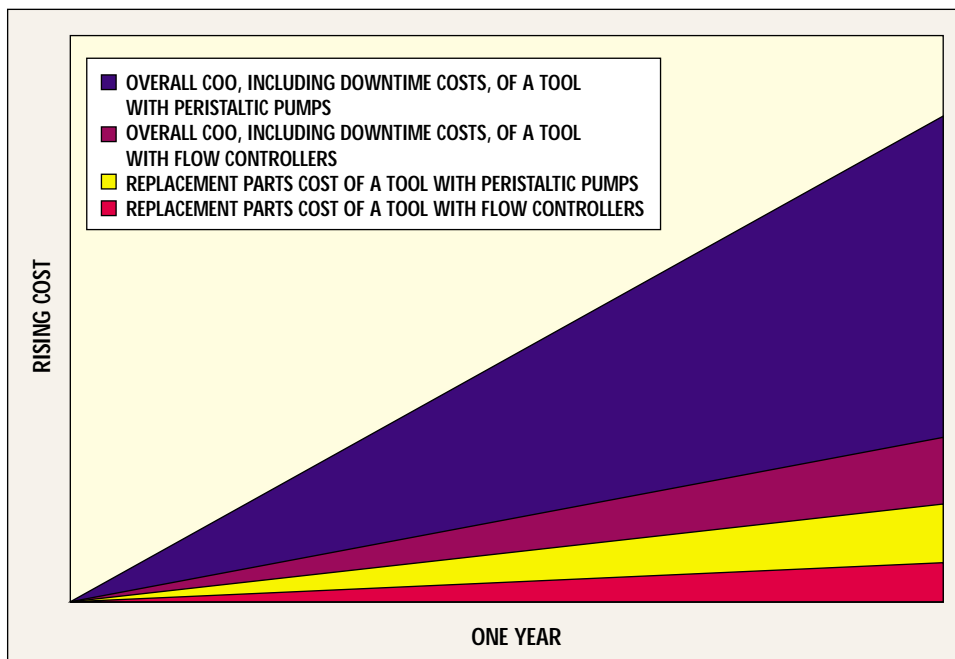 OVERALL COO, INCLUDING DOWNTIME COSTS, OF A TOOL
WITH PERISTALTIC PUMPS
OVERALL COO, INCLUDING DOWNTIME COSTS, OF A TOOL
WITH FLOW CONTROLLERS
REPLACEMENT PARTS COST OF A TOOL WITH PERISTALTIC PUMPS
REPLACEMENT PARTS COST OF A TOOL WITH FLOW CONTROLLERS
RISING COST
ONE YEAR